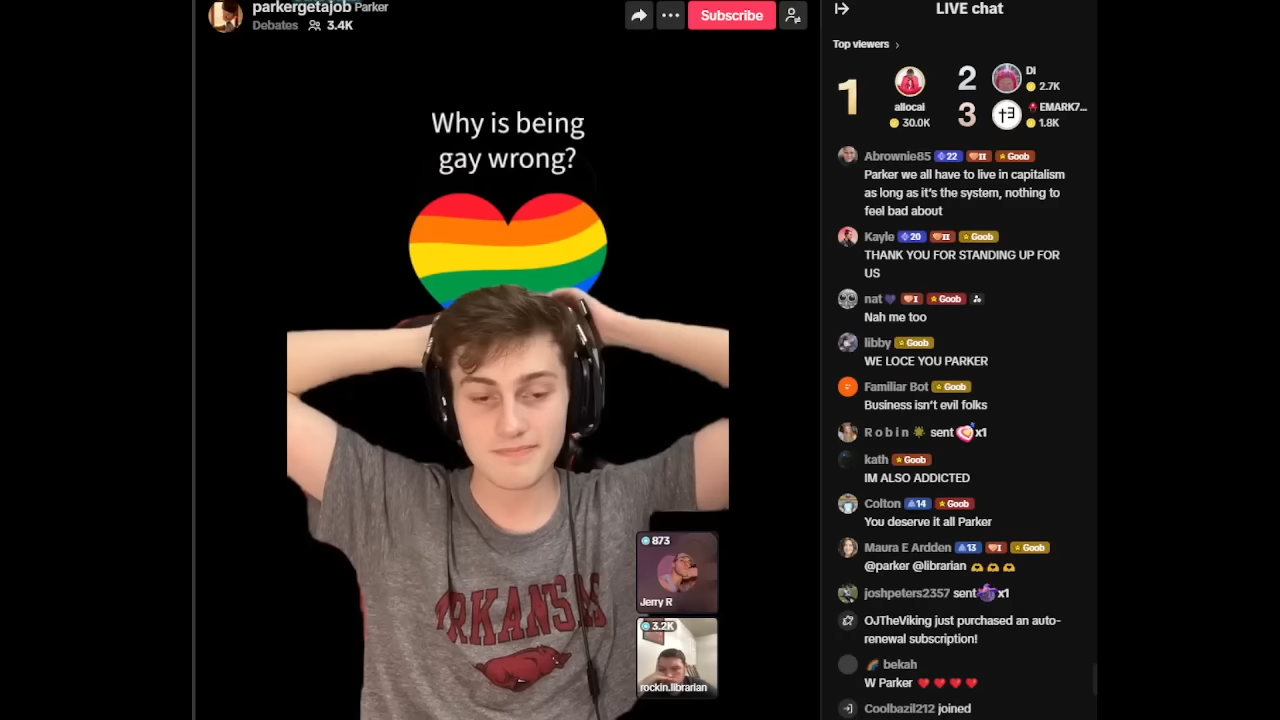 parkergetajob Parker
Debates 3.4K
Subscribe
Why is being
gay wrong?
ARKANSAS
873
Jerry R
3.2K
rockin.librarian
LIVE chat
Top viewers
1
allocai
30.0K
2
Di
2.7K
3
EMARK7...
1.8K
Abrownie85 22 II Goob
Parker we all have to live in capitalism
as long as it's the system, nothing to
feel bad about
Kayle 20 II Goob
THANK YOU FOR STANDING UP FOR
US
nat I Goob
Nah me too
libby Goob
WE LOCE YOU PARKER
Familiar Bot Goob
Business isn't evil folks
R o b i n sent x1
kath Goob
IM ALSO ADDICTED
Colton 14 Goob
You deserve it all Parker
Maura E Ardden 13 I Goob
@parker @librarian
joshpeters2357 sent x1
OJTheViking just purchased an auto-
renewal subscription!
bekah
W Parker
Coolbazil212 joined